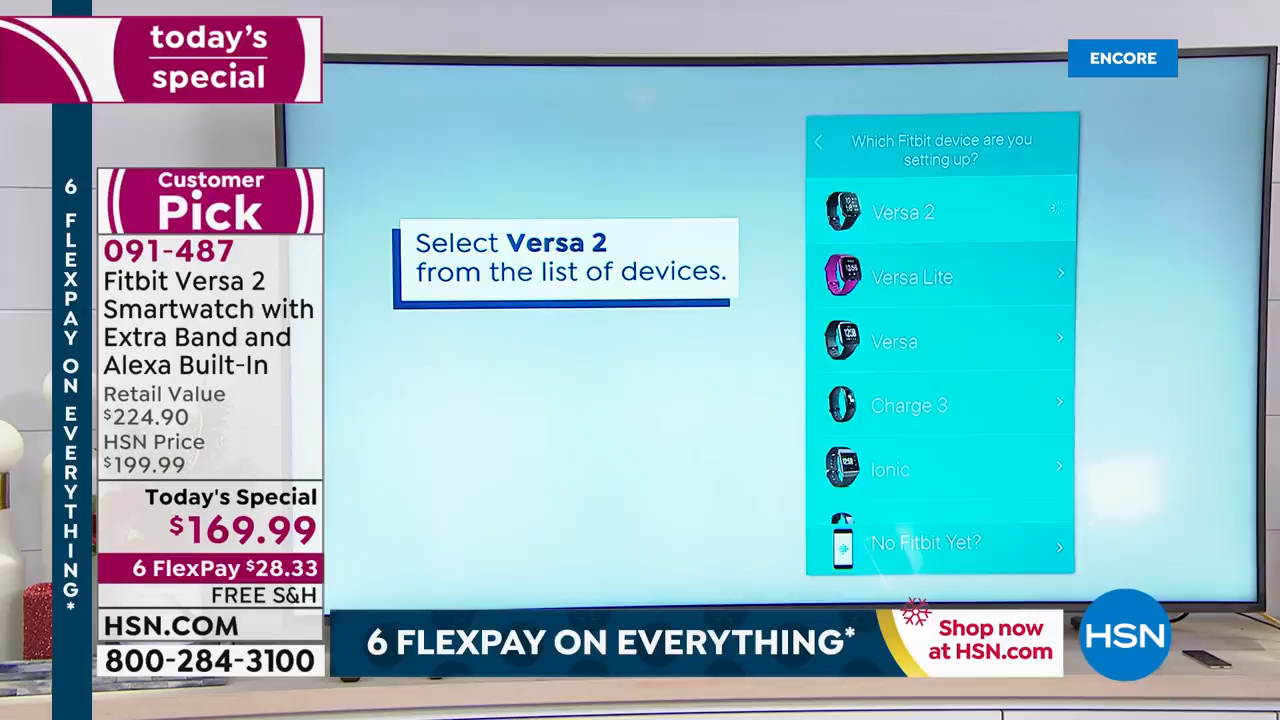 today's
special
ENCORE
6 FLEXPAY ON EVERYTHING*
Customer
Pick
091-487
Fitbit Versa 2
Smartwatch with
Extra Band and
Alexa Built-In
Retail Value
$224.90
HSN Price
$199.99
Today's Special
$169.99
6 FlexPay $28.33
FREE S&H
HSN.COM
800-284-3100
Select Versa 2
from the list of devices.
Which Fitbit device are you
setting up?
Versa 2
Versa Lite
Versa
Charge 3
Ionic
No Fitbit Yet?
6 FLEXPAY ON EVERYTHING*
Shop now
at HSN.com
HSN